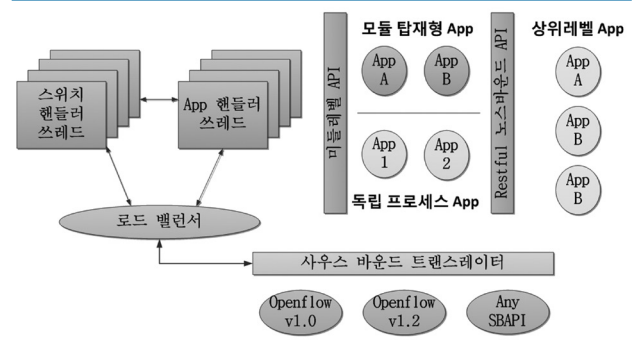 모듈 탑재형 App
상위레벨 App
스위치
핸들러
쓰레드
App 핸들러
쓰레드
미들레벨 API
App
A
App
B
App
1
App
2
독립 프로세스 App
Restful 노스바운드 API
App
A
App
B
App
B
로드 밸런서
사우스 바운드 트랜스레이터
Openflow
v1.0
Openflow
v1.2
Any
SBAPI